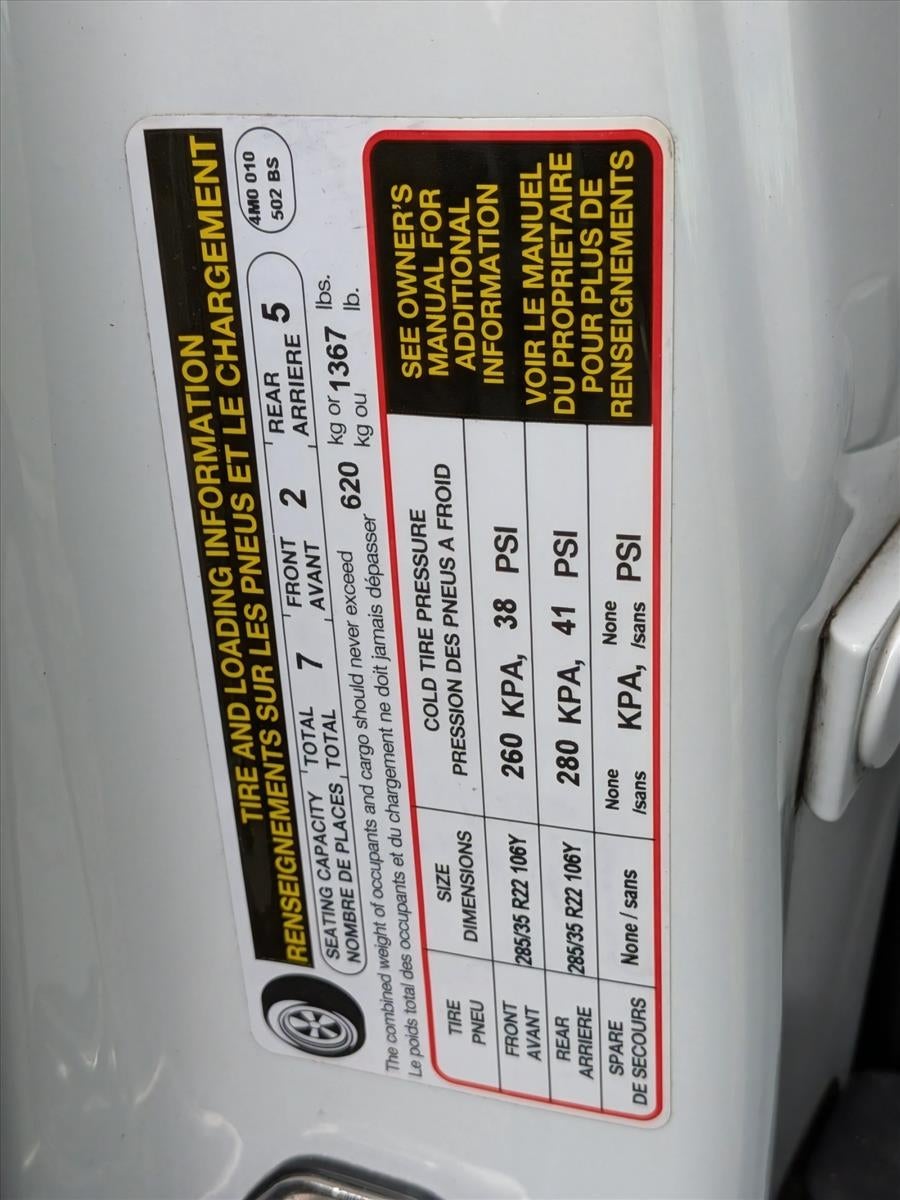 TIRE AND LOADING INFORMATION
RENSEIGNEMENTS SUR LES PNEUS ET LE CHARGEMENT
SEATING CAPACITY TOTAL 7 FRONT 2 REAR 5
NOMBRE DE PLACES TOTAL AVANT ARRIERE
4M0 010
502 BS
The combined weight of occupants and cargo should never exceed 620 kg or 1367 lbs.
Le poids total des occupants et du chargement ne doit jamais dépasser kg ou lb.
TIRE SIZE COLD TIRE PRESSURE
PNEU DIMENSIONS PRESSION DES PNEUS A FROID
FRONT 285/35 R22 106Y 260 KPA, 38 PSI
AVANT
REAR 285/35 R22 106Y 280 KPA, 41 PSI
ARRIERE
SPARE None / sans None KPA, None PSI
DE SECOURS /sans /sans
SEE OWNER'S
MANUAL FOR
ADDITIONAL
INFORMATION
VOIR LE MANUEL
DU PROPRIETAIRE
POUR PLUS DE
RENSEIGNEMENTS